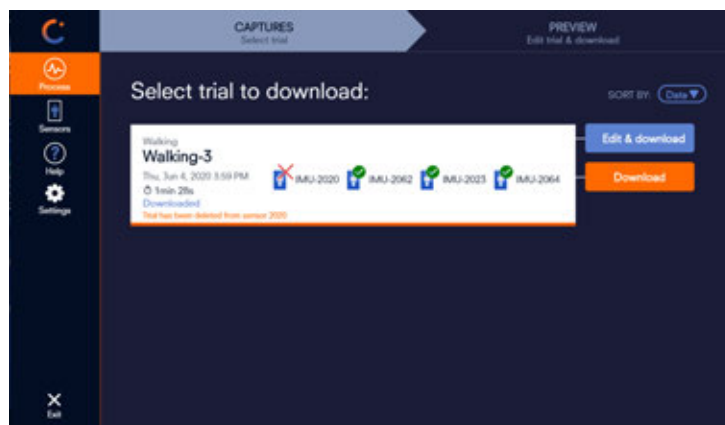 CAPTURES
Select trial
PREVIEW
Edit trial & download
Process
Sensors
Help
Settings
Exit
Select trial to download:
SORT BY: Date ▼
Walking
Walking-3
Thu, Jun 4, 2020 3:59 PM
1min 28s
Downloaded
Trial has been deleted from sensor 2020
IMU-2020 IMU-2062 IMU-2023 IMU-2064
Edit & download
Download